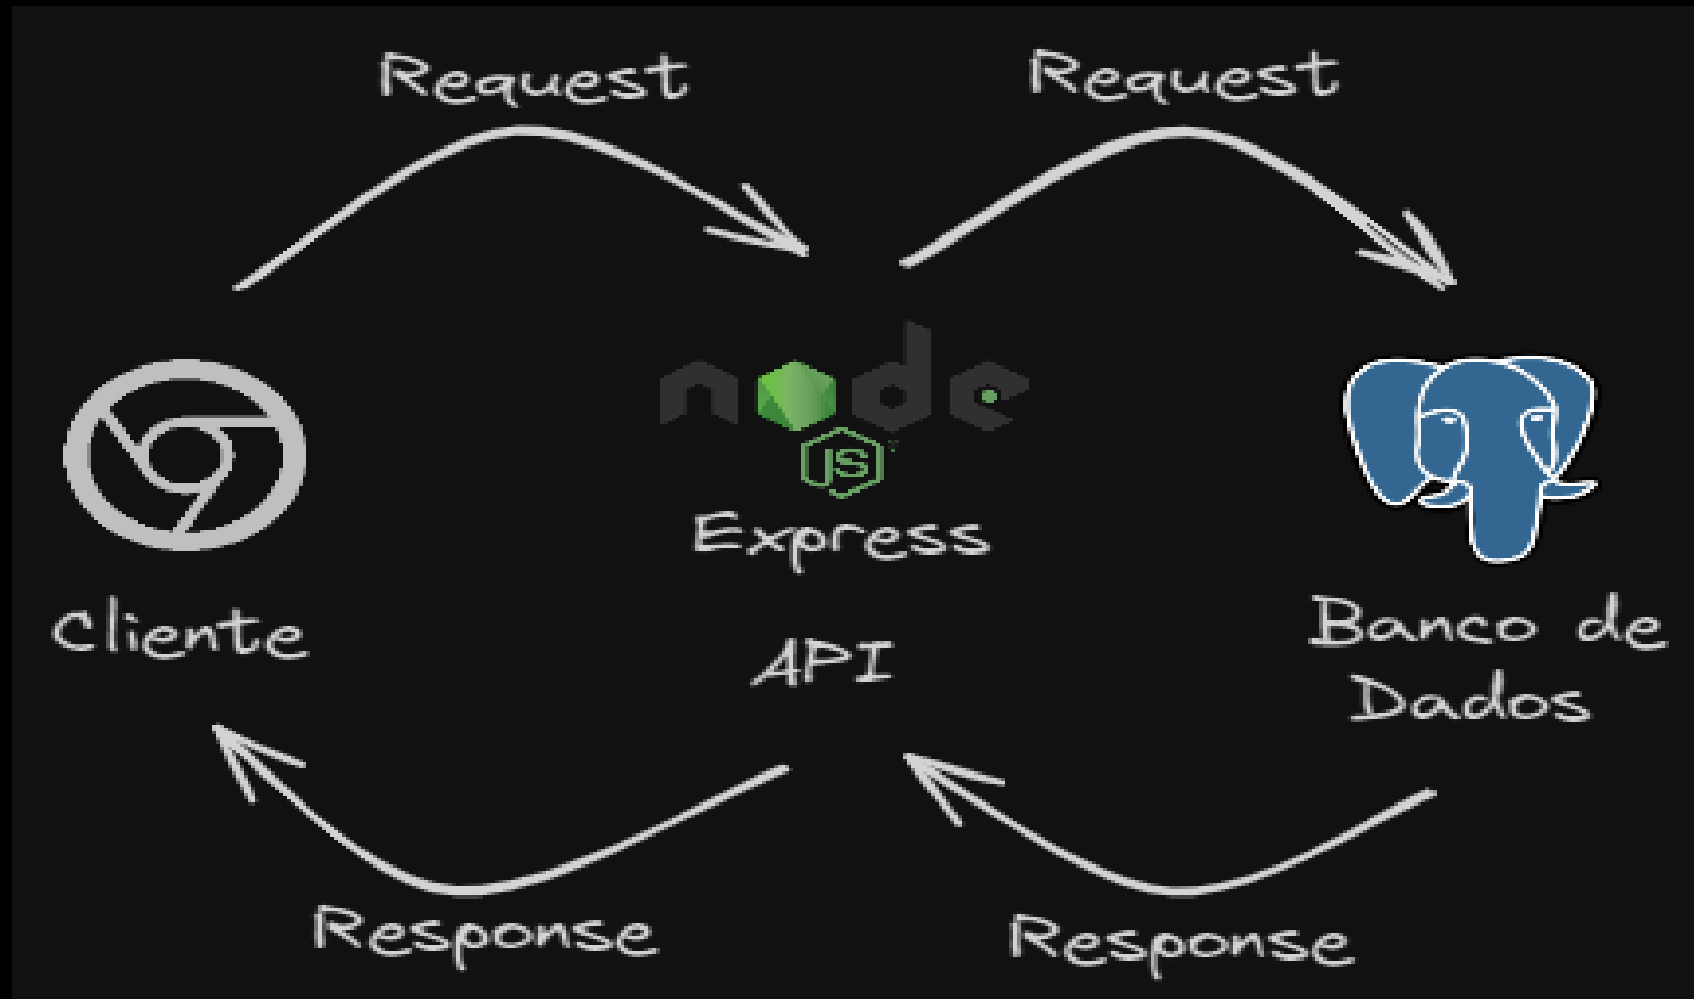 Request
Request
node
JS
Express
API
Cliente
Banco de
Dados
Response
Response